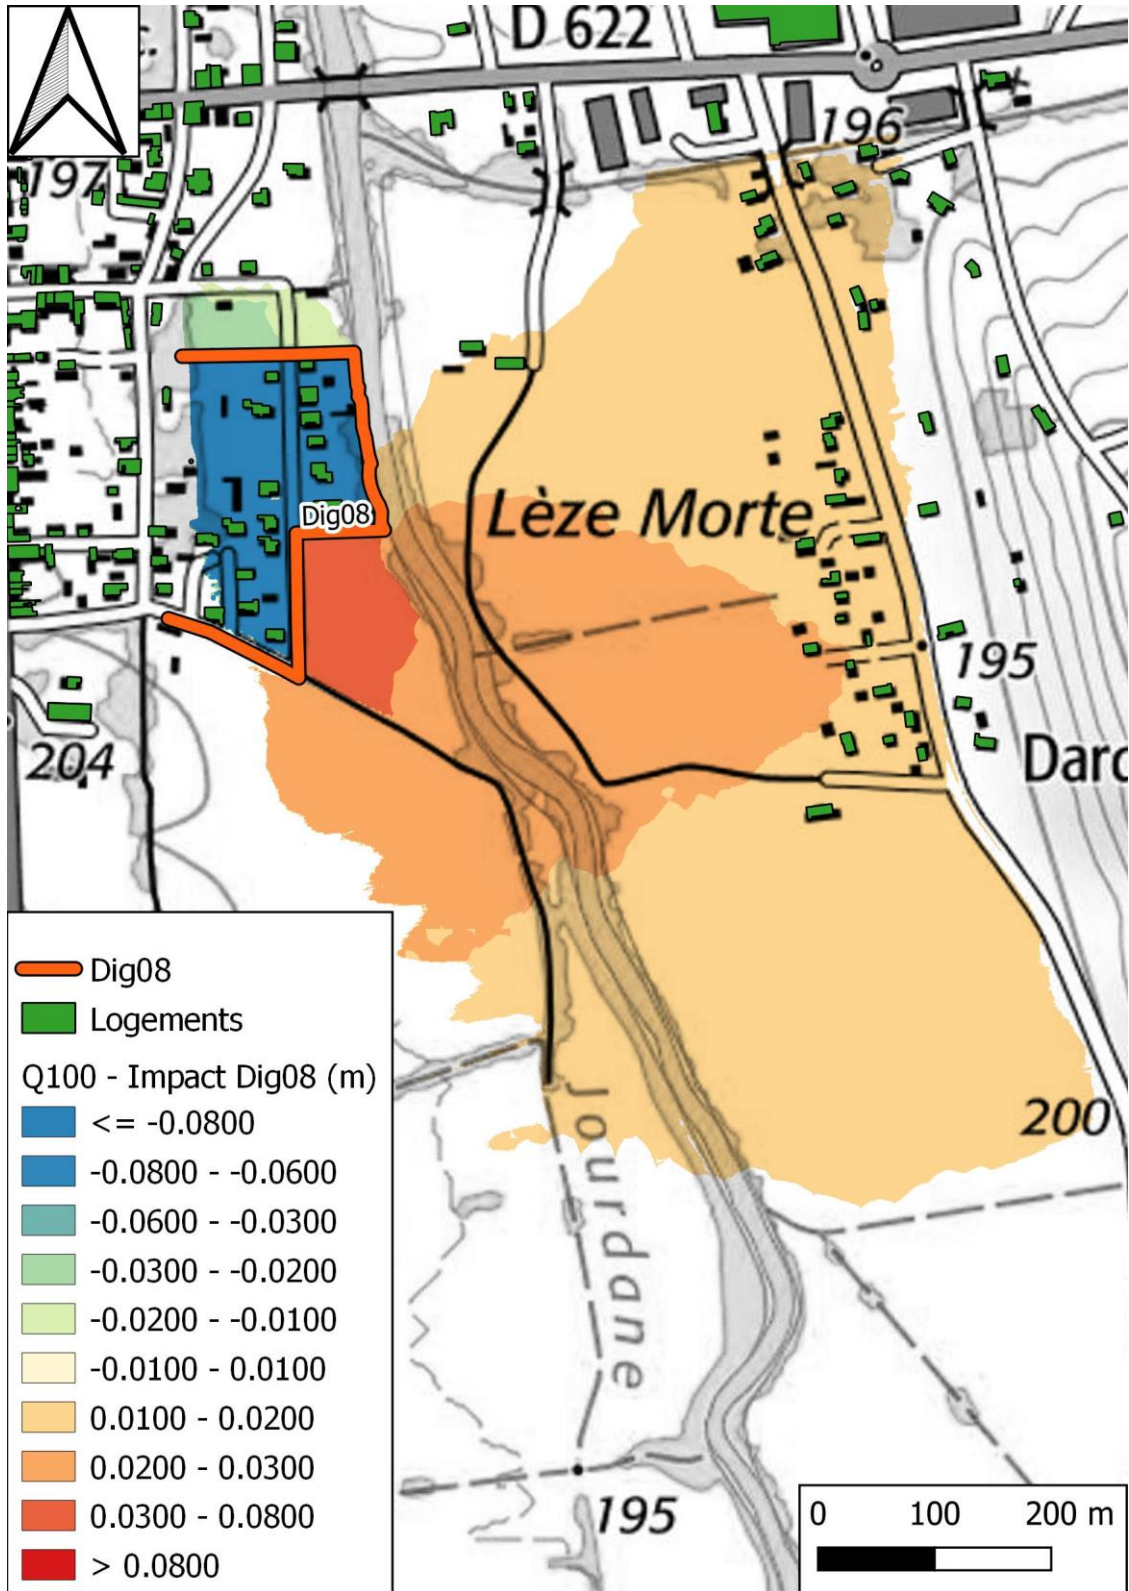 D 622
196
197
Dig08
Lèze Morte
195
204
Dard
Dig08
Logements
Q100 - Impact Dig08 (m)
<= -0.0800
-0.0800 - -0.0600
-0.0600 - -0.0300
-0.0300 - -0.0200
-0.0200 - -0.0100
-0.0100 - 0.0100
0.0100 - 0.0200
0.0200 - 0.0300
0.0300 - 0.0800
> 0.0800
200
Jourdane
195
0 100 200 m